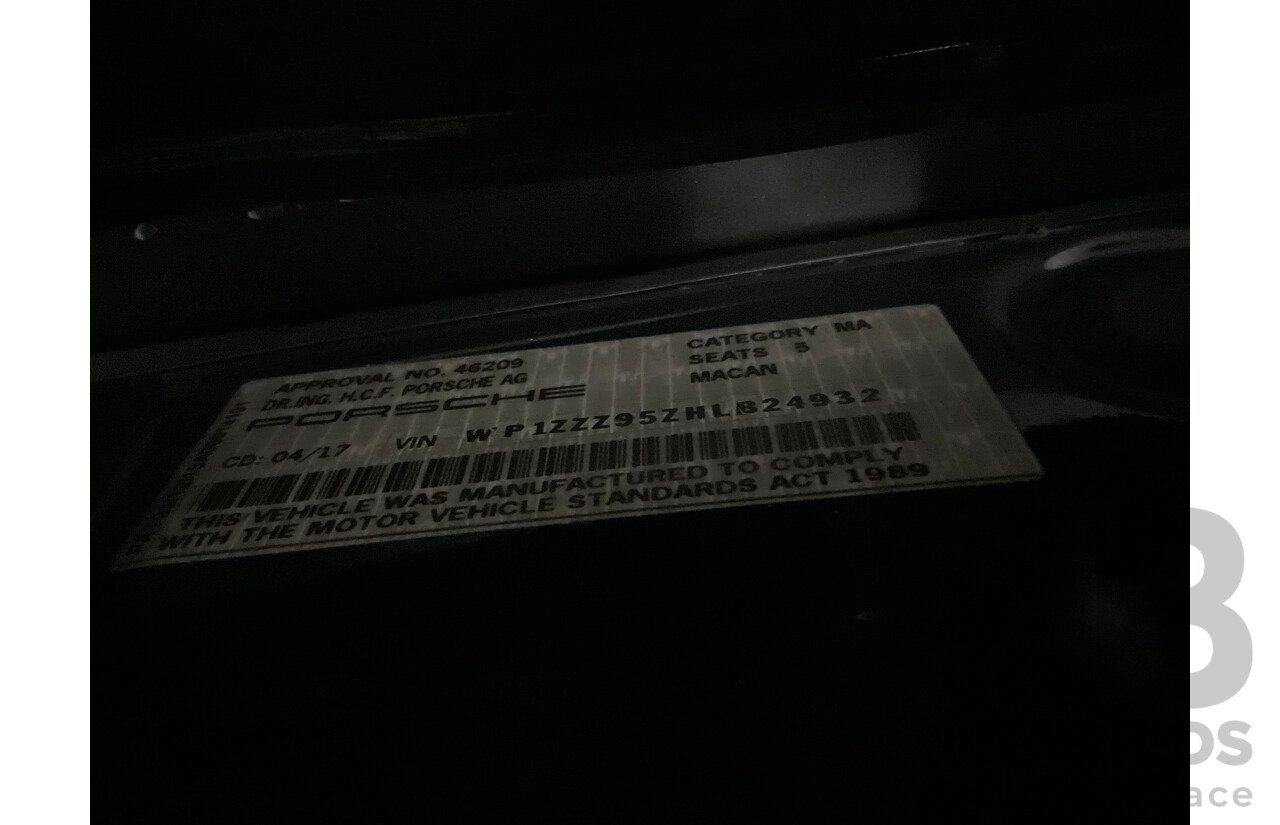 APPROVAL NO. 46209
DR.ING. H.C.F. PORSCHE AG
PORSCHE
CATEGORY MA
SEATS 5
MACAN
CD: 04/17 VIN WP1ZZZ95ZHLB24932
THIS VEHICLE WAS MANUFACTURED TO COMPLY
WITH THE MOTOR VEHICLE STANDARDS ACT 1989